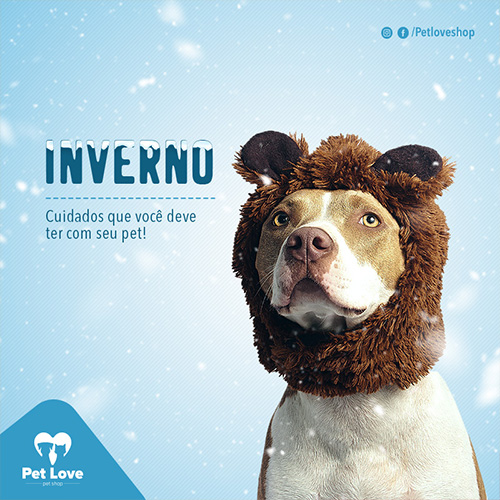 /Petloveshop
INVERNO
Cuidados que você deve
ter com seu pet!
Pet Love
pet shop